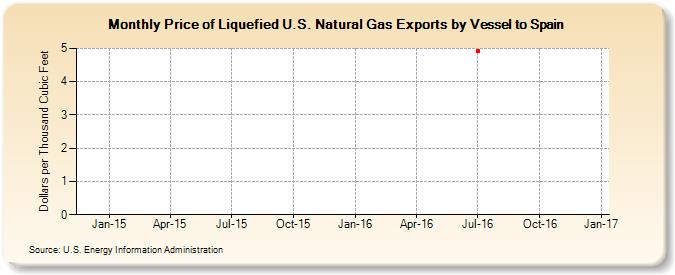 Monthly Price of Liquefied U.S. Natural Gas Exports by Vessel to Spain
Dollars per Thousand Cubic Feet
5
4
3
2
1
0
Jan-15 Apr-15 Jul-15 Oct-15 Jan-16 Apr-16 Jul-16 Oct-16 Jan-17
Source: U.S. Energy Information Administration